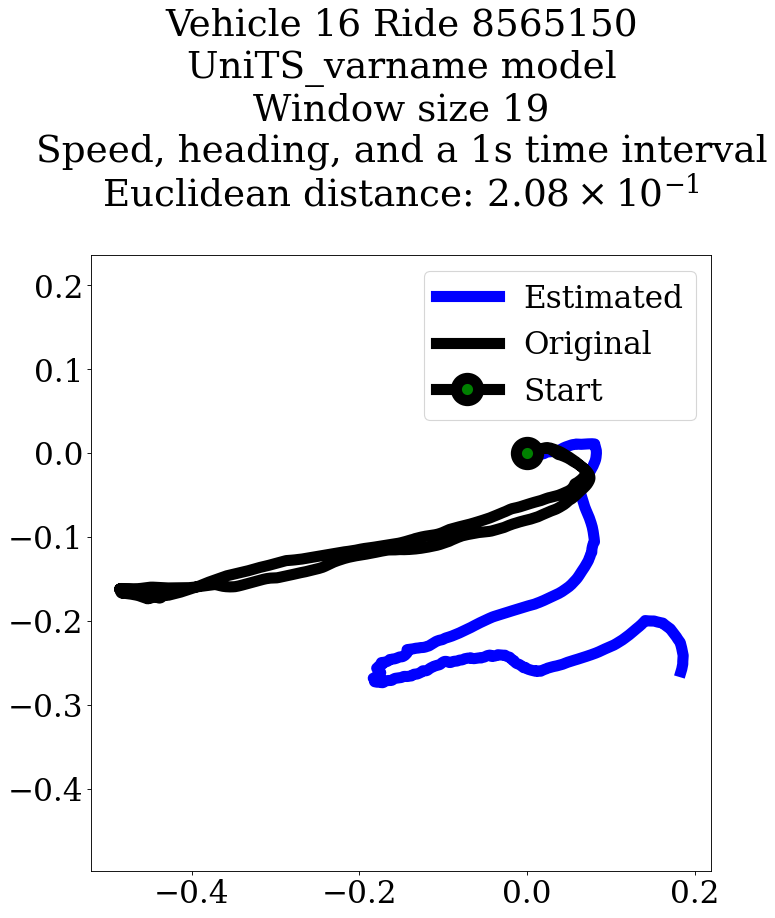 Vehicle 16 Ride 8565150
UniTS_varname model
Window size 19
Speed, heading, and a 1s time interval
Euclidean distance: 2.08 × 10⁻¹
Estimated
Original
Start
0.2
0.1
0.0
−0.1
−0.2
−0.3
−0.4
−0.4
−0.2
0.0
0.2